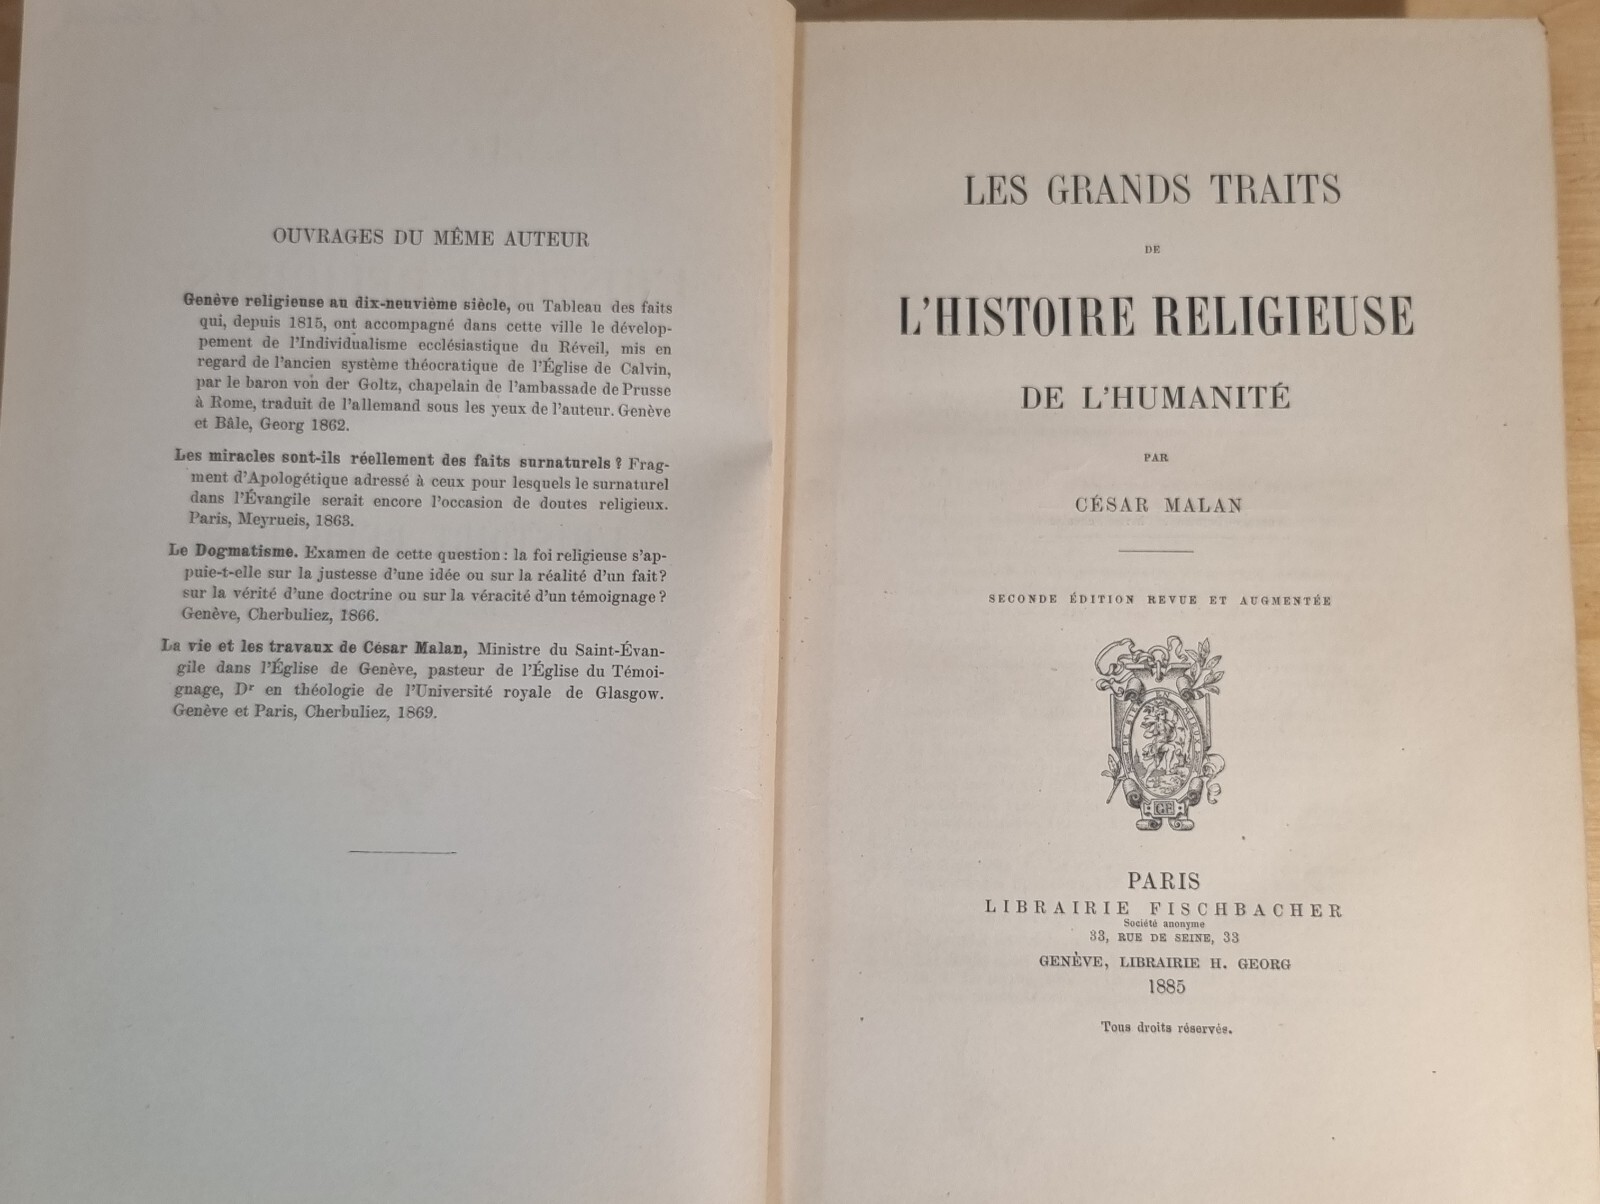 OUVRAGES DU MÊME AUTEUR
Genève religieuse au dix-neuvième siècle, ou Tableau des faits
qui, depuis 1815, ont accompagné dans cette ville le dévelop-
pement de l'Individualisme ecclésiastique du Réveil, mis en
regard de l'ancien système théocratique de l'Église de Calvin,
par le baron von der Goltz, chapelain de l'ambassade de Prusse
à Rome, traduit de l'allemand sous les yeux de l'auteur. Genève
et Bâle, Georg 1862.
Les miracles sont-ils réellement des faits surnaturels ? Frag-
ment d'Apologétique adressé à ceux pour lesquels le surnaturel
dans l'Évangile serait encore l'occasion de doutes religieux.
Paris, Meyrueis, 1863.
Le Dogmatisme. Examen de cette question : la foi religieuse s'ap-
puie-t-elle sur la justesse d'une idée ou sur la réalité d'un fait ?
sur la vérité d'une doctrine ou sur la véracité d'un témoignage ?
Genève, Cherbuliez, 1866.
La vie et les travaux de César Malan, Ministre du Saint-Évan-
gile dans l'Église de Genève, pasteur de l'Église du Témoi-
gnage, Dr en théologie de l'Université royale de Glasgow.
Genève et Paris, Cherbuliez, 1869.
LES GRANDS TRAITS
DE
L'HISTOIRE RELIGIEUSE
DE L'HUMANITÉ
PAR
CÉSAR MALAN
SECONDE ÉDITION REVUE ET AUGMENTÉE
DE BIEN EN MIEUX
GF
PARIS
LIBRAIRIE FISCHBACHER
Société anonyme
33, RUE DE SEINE, 33
GENÈVE, LIBRAIRIE H. GEORG
1885
Tous droits réservés.